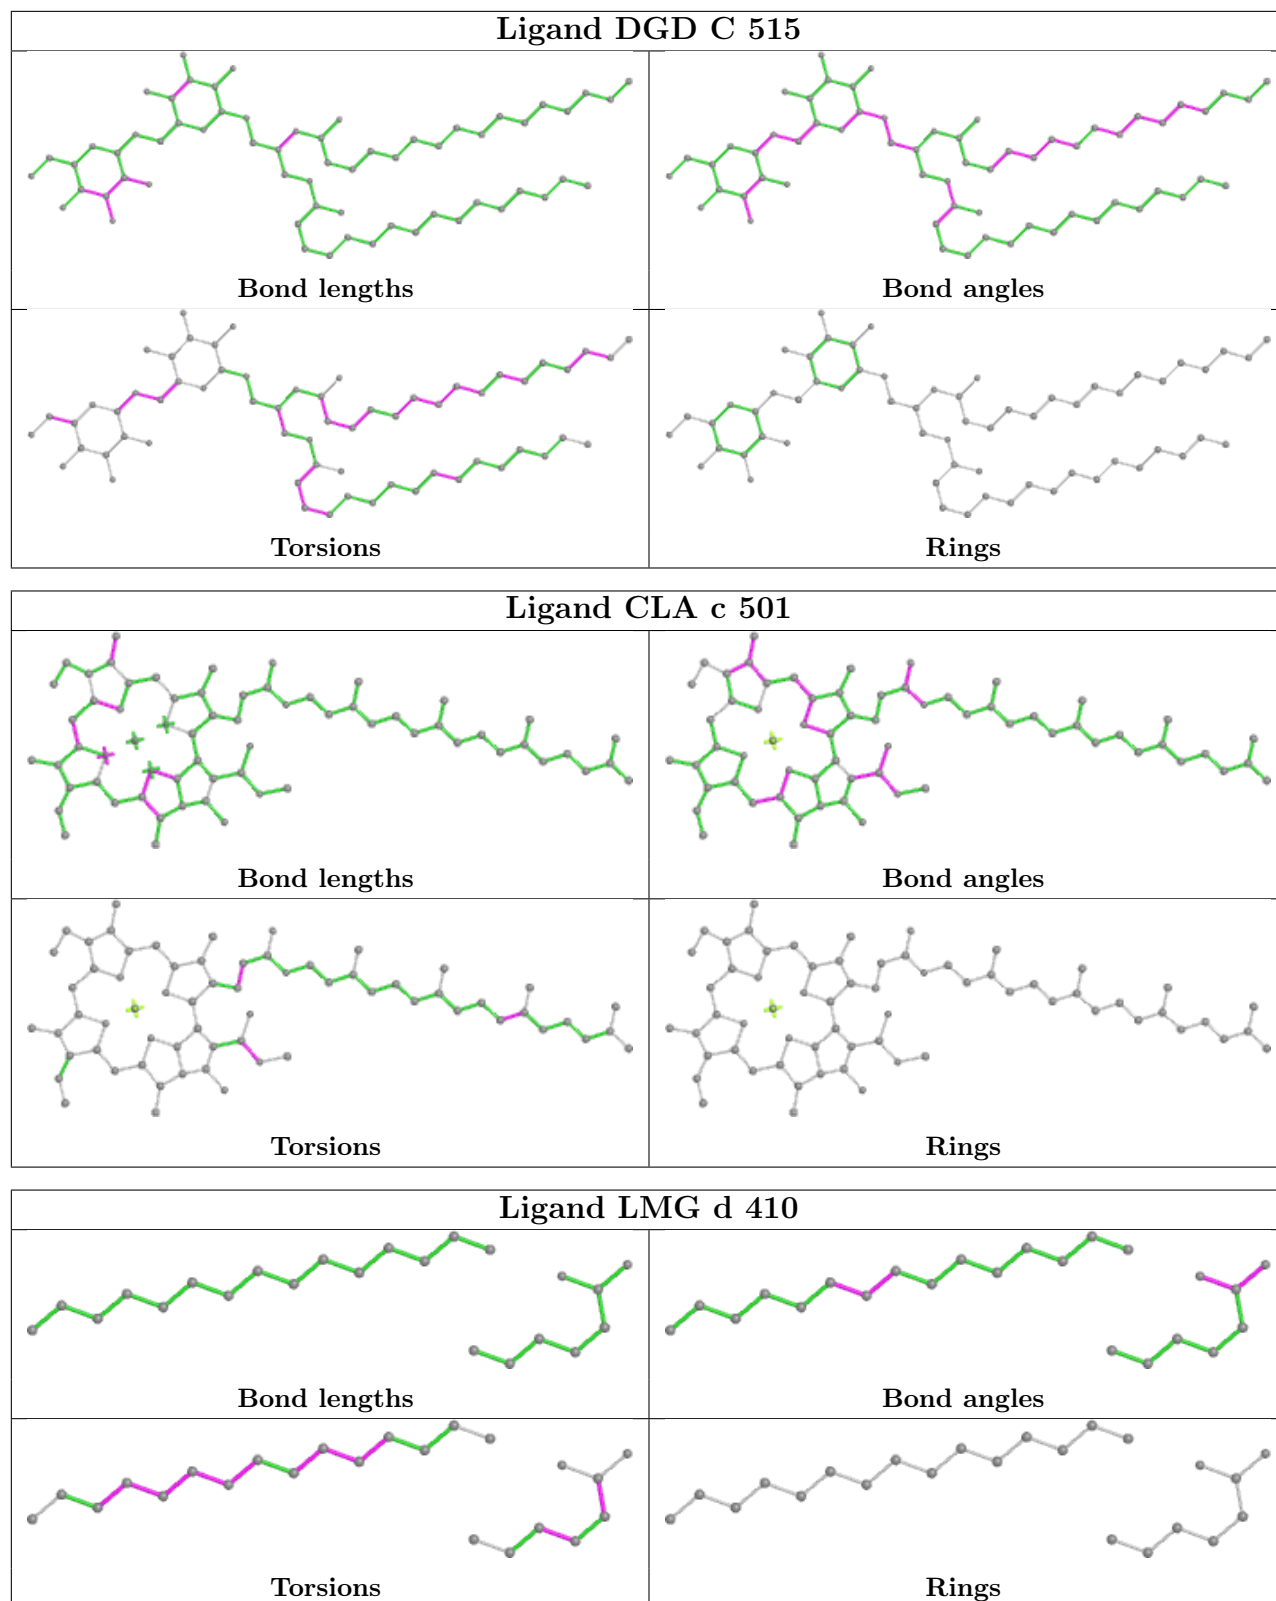 Ligand DGD C 515
Bond lengths
Bond angles
Torsions
Rings
Ligand CLA c 501
Bond lengths
Bond angles
Torsions
Rings
Ligand LMG d 410
Bond lengths
Bond angles
Torsions
Rings